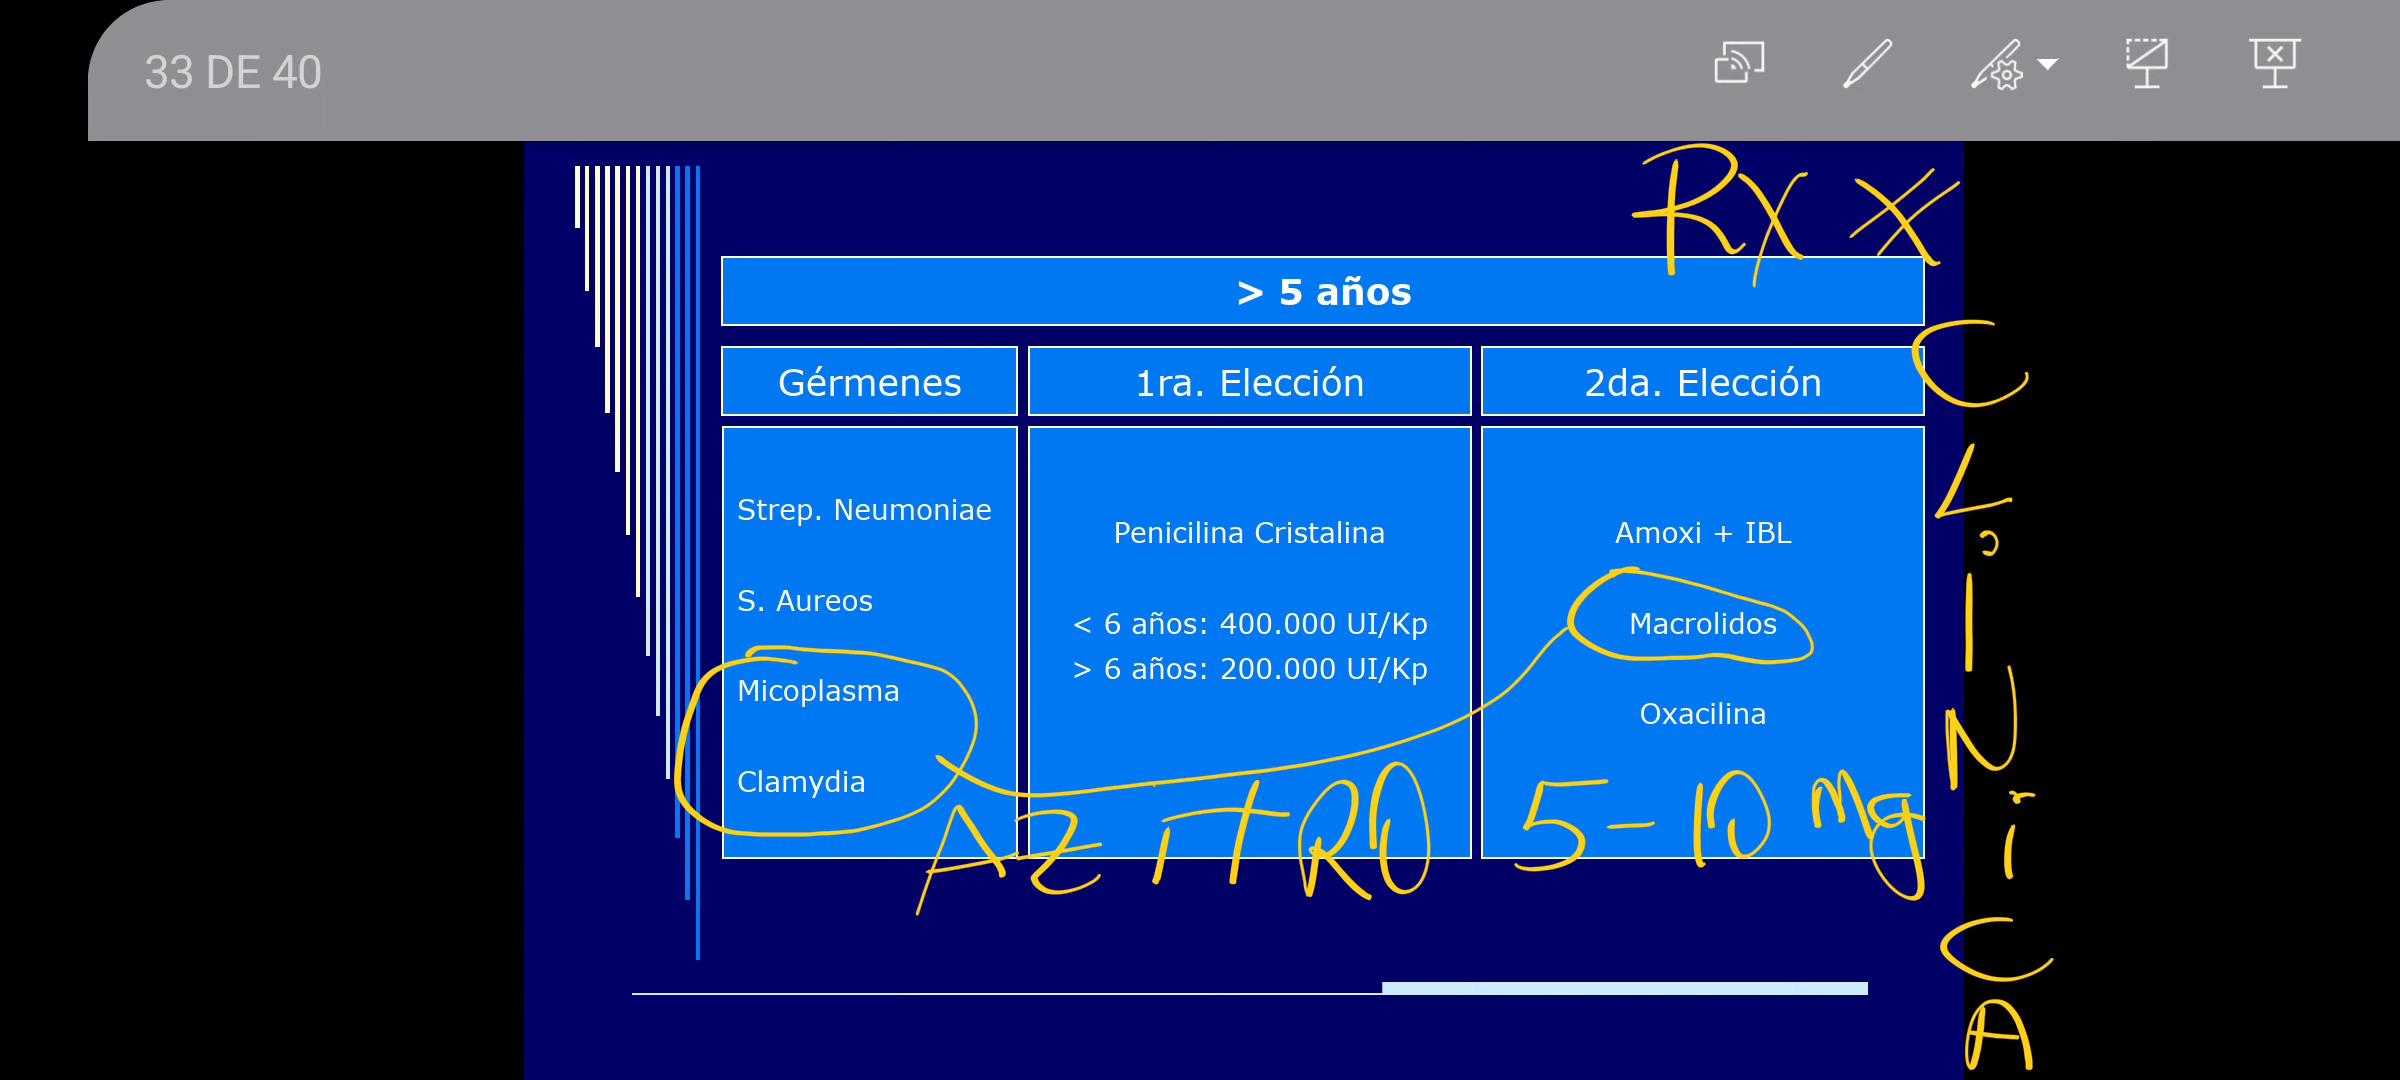 33 DE 40
RX ≠
> 5 años
Gérmenes
1ra. Elección
2da. Elección
Strep. Neumoniae
S. Aureos
Micoplasma
Clamydia
Penicilina Cristalina
< 6 años: 400.000 UI/Kp
> 6 años: 200.000 UI/Kp
Amoxi + IBL
Macrolidos
Oxacilina
AZiTRO 5-10 Mg
CLiNiCA